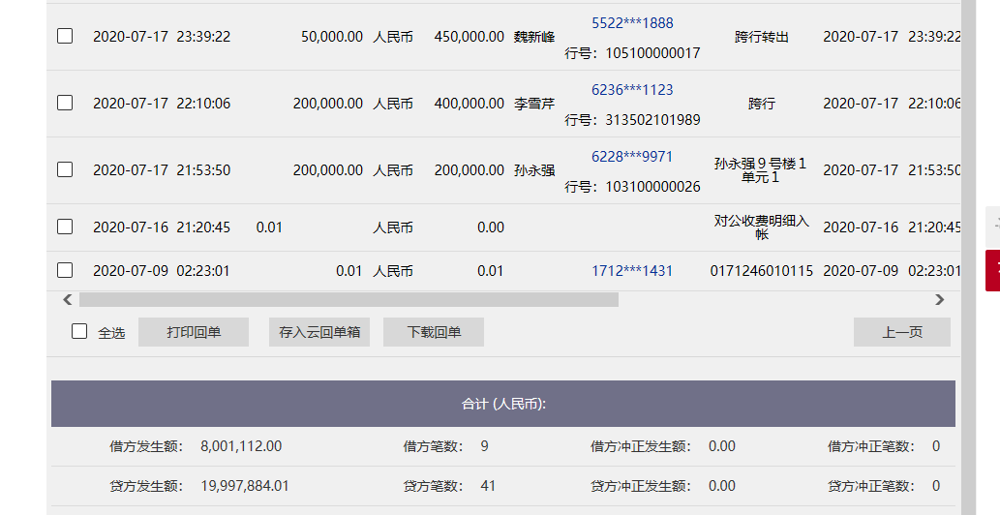 5522***1888
2020-07-17 23:39:22 50,000.00 人民币 450,000.00 魏新峰 跨行转出 2020-07-17 23:39:22
行号：105100000017
6236***1123
2020-07-17 22:10:06 200,000.00 人民币 400,000.00 李雪芹 跨行 2020-07-17 22:10:06
行号：313502101989
6228***9971
2020-07-17 21:53:50 200,000.00 人民币 200,000.00 孙永强 孙永强９号楼１单元１ 2020-07-17 21:53:50
行号：103100000026
2020-07-16 21:20:45 0.01 人民币 0.00 对公收费明细入帐 2020-07-16 21:20:45
2020-07-09 02:23:01 0.01 人民币 0.01 1712***1431 0171246010115 2020-07-09 02:23:01
全选 打印回单 存入云回单箱 下载回单 上一页
合计 (人民币):
借方发生额： 8,001,112.00 借方笔数： 9 借方冲正发生额： 0.00 借方冲正笔数： 0
贷方发生额： 19,997,884.01 贷方笔数： 41 贷方冲正发生额： 0.00 贷方冲正笔数： 0